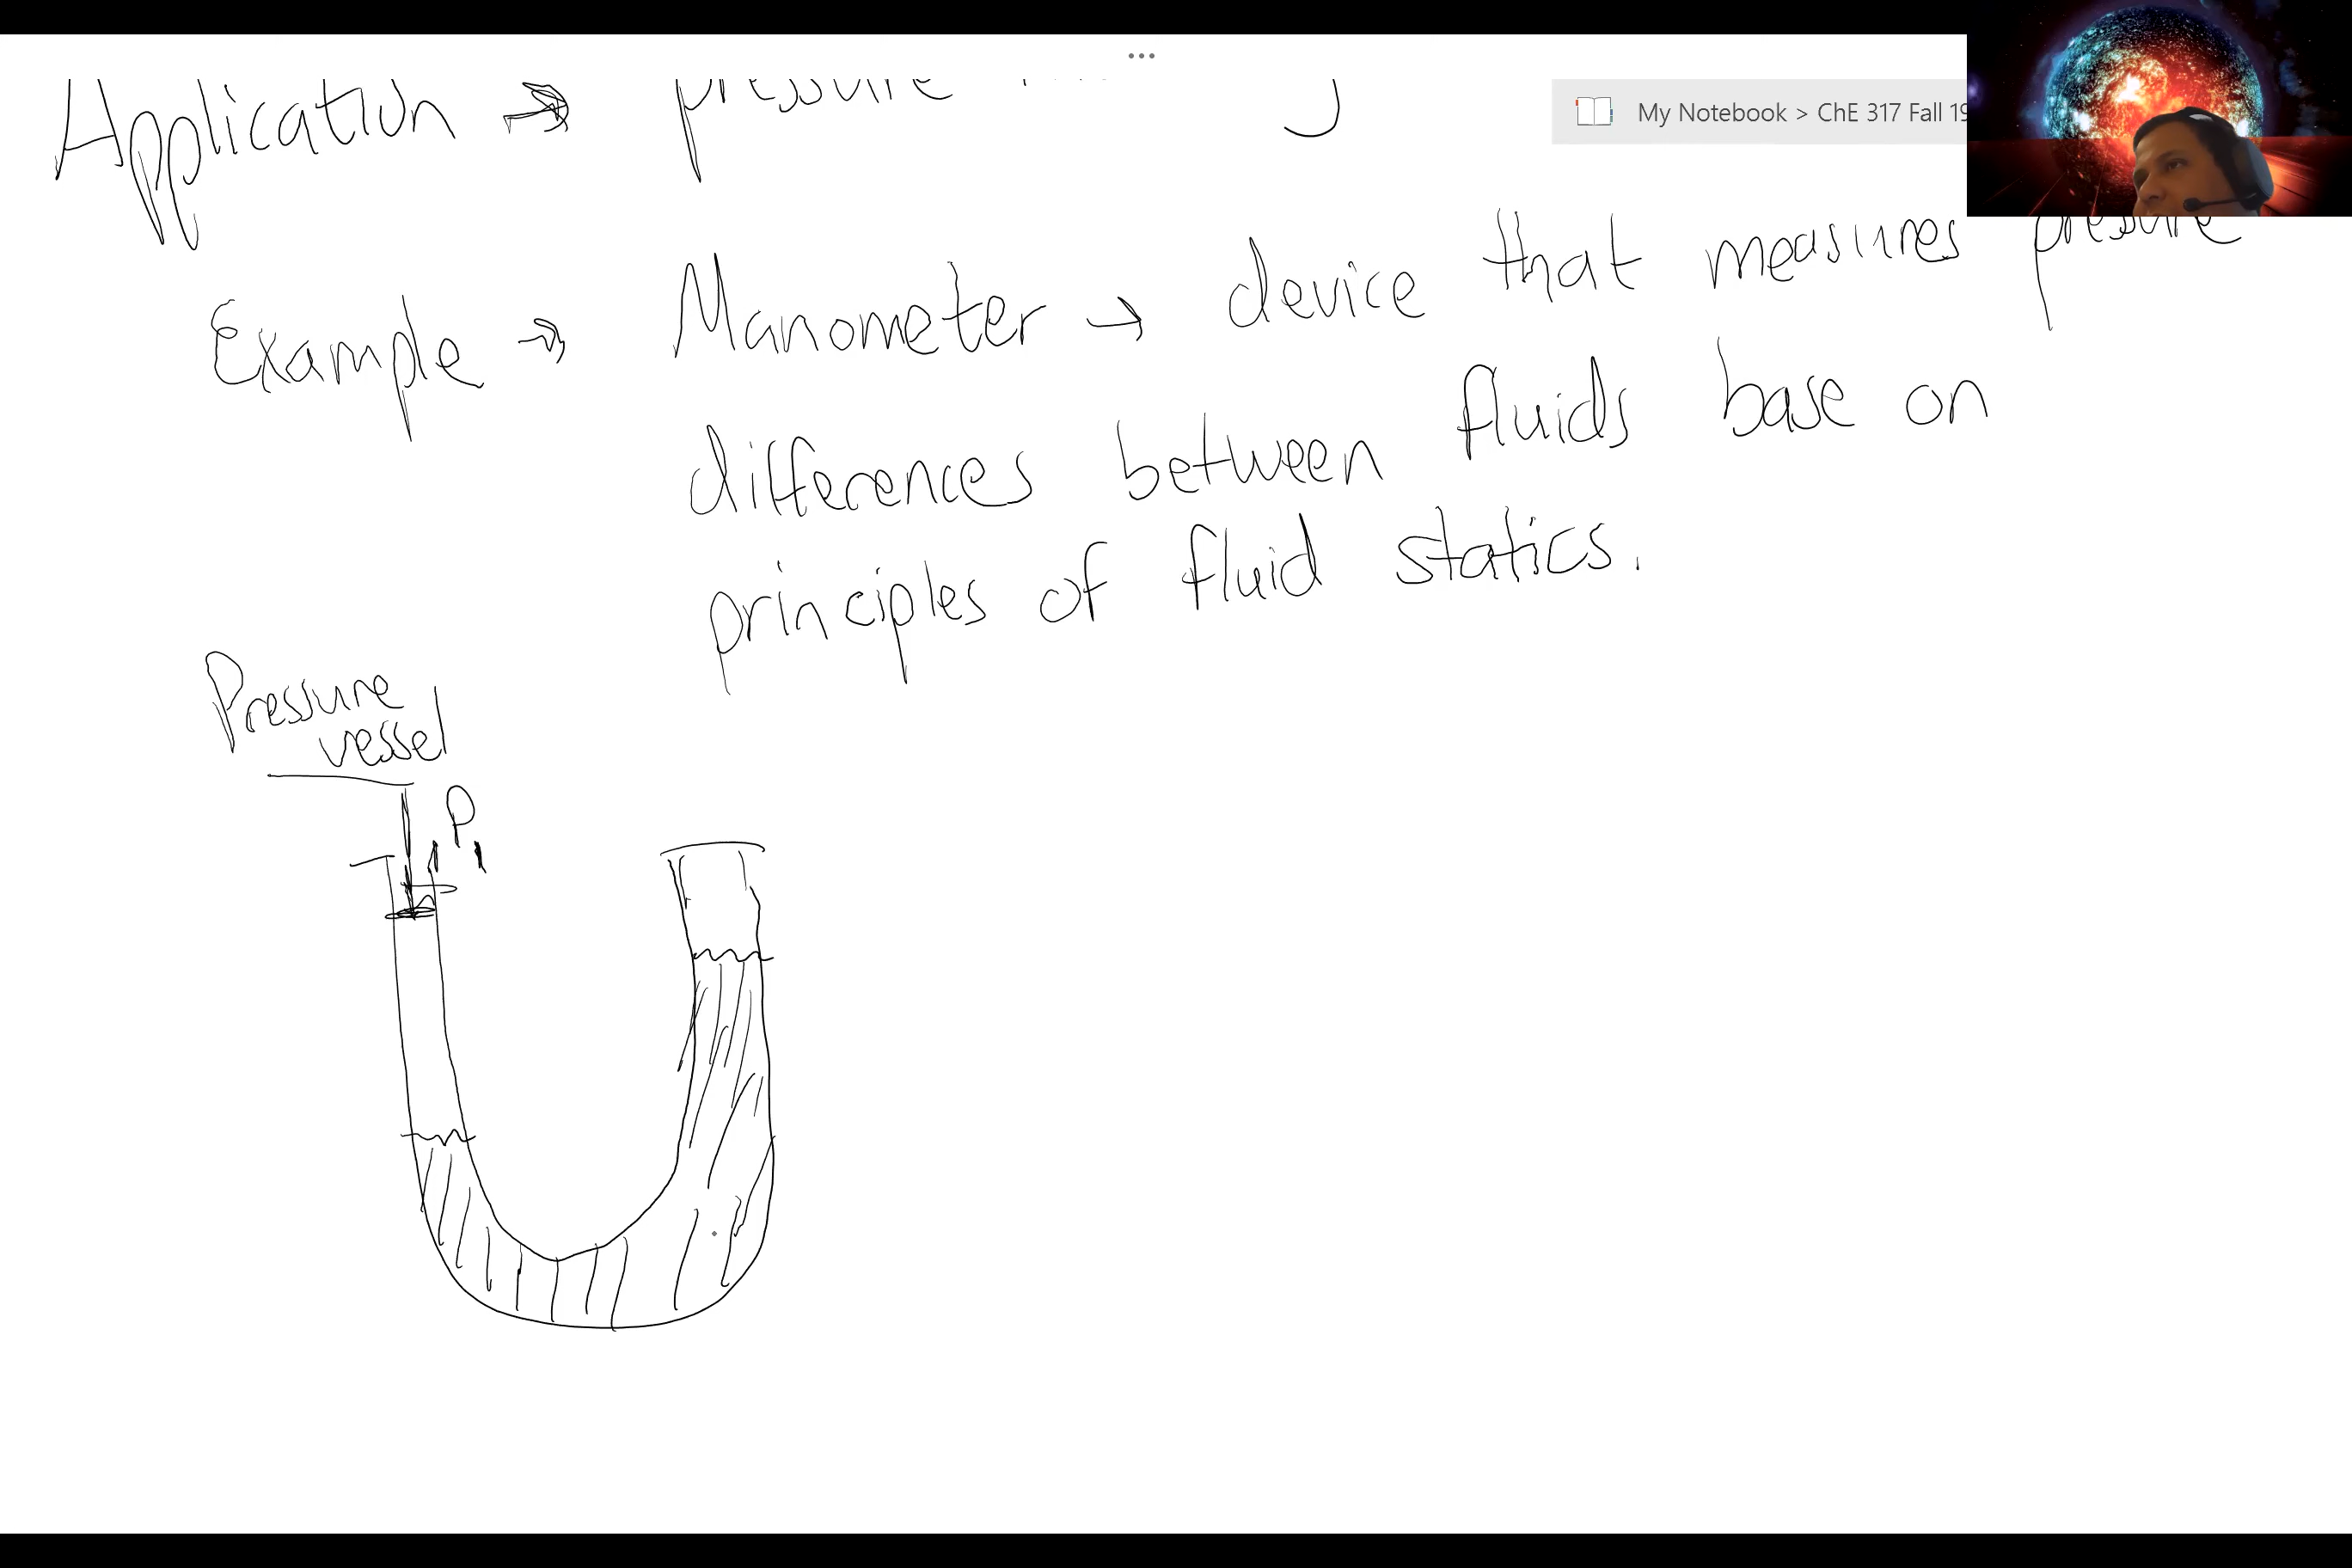 Application → pressure
My Notebook > ChE 317 Fall 19
Example → Manometer → device that measures pressure
differences between fluids base on
principles of fluid statics.
Pressure
vessel
P1